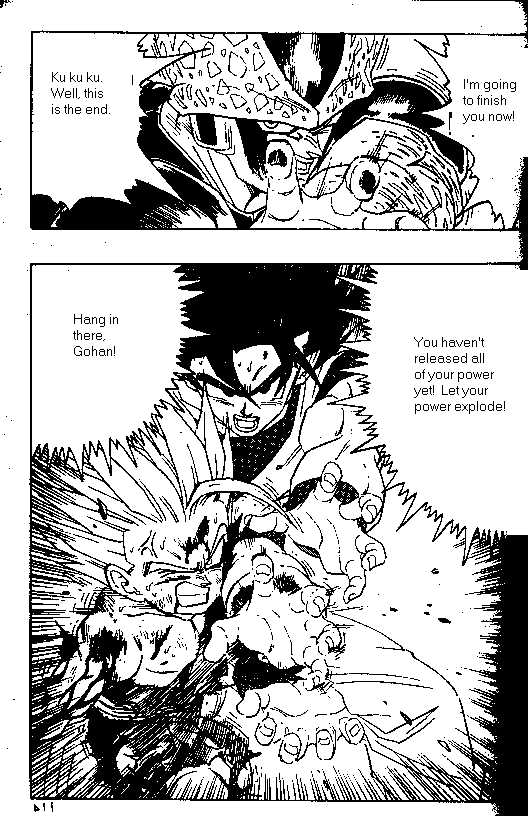 Ku ku ku.
Well, this
is the end.
I'm going
to finish
you now!
Hang in
there,
Gohan!
You haven't
released all
of your power
yet! Let your
power explode!